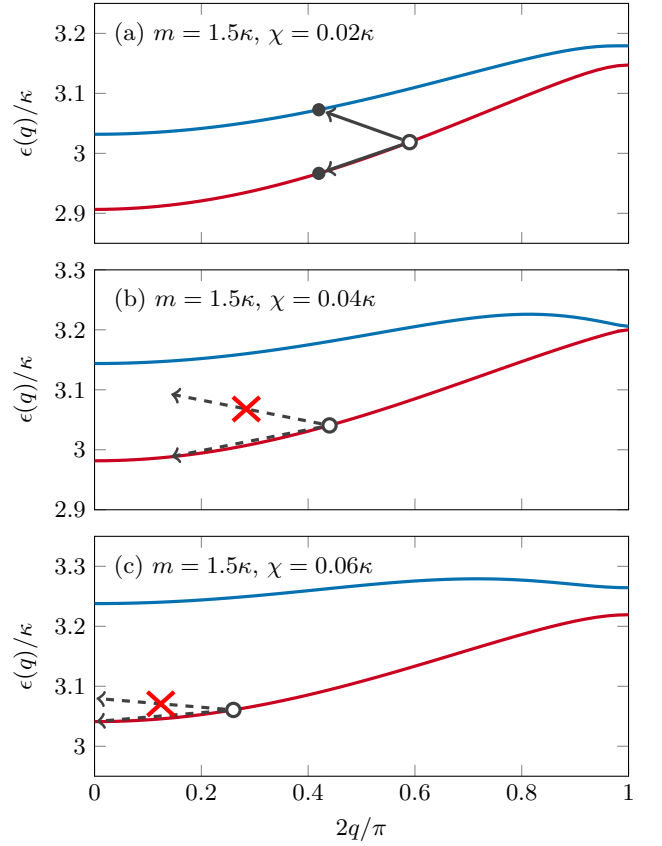 (a) m = 1.5κ, χ = 0.02κ
3.2
3.1
3
2.9
ϵ(q)/κ
(b) m = 1.5κ, χ = 0.04κ
3.3
3.2
3.1
3
2.9
ϵ(q)/κ
(c) m = 1.5κ, χ = 0.06κ
3.3
3.2
3.1
3
ϵ(q)/κ
0 0.2 0.4 0.6 0.8 1
2q/π